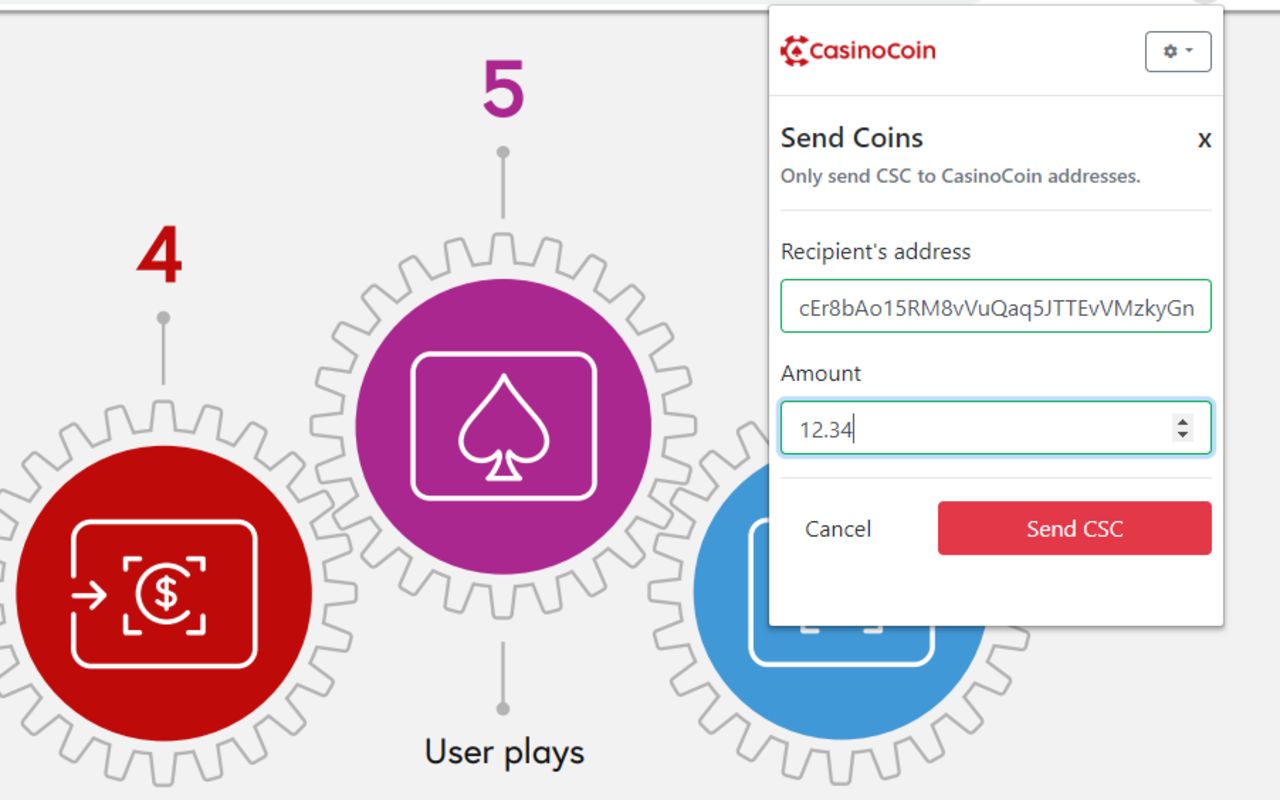 5
4
$
User plays
CasinoCoin
Send Coins
X
Only send CSC to CasinoCoin addresses.
Recipient's address
cEr8bAo15RM8vVuQaq5JTTEvVMzkyGn
Amount
12.34
Cancel
Send CSC